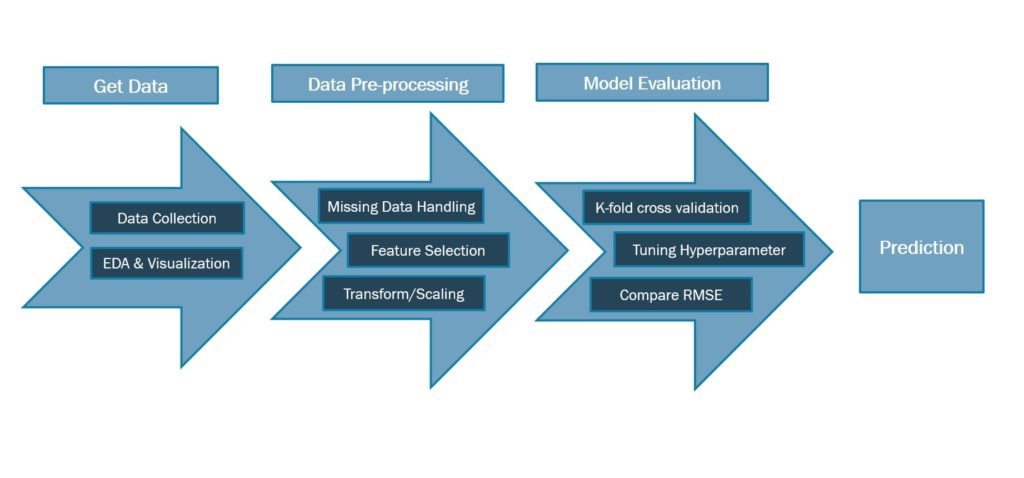 Get Data
Data Pre-processing
Model Evaluation
Data Collection
EDA & Visualization
Missing Data Handling
Feature Selection
Transform/Scaling
K-fold cross validation
Tuning Hyperparameter
Compare RMSE
Prediction